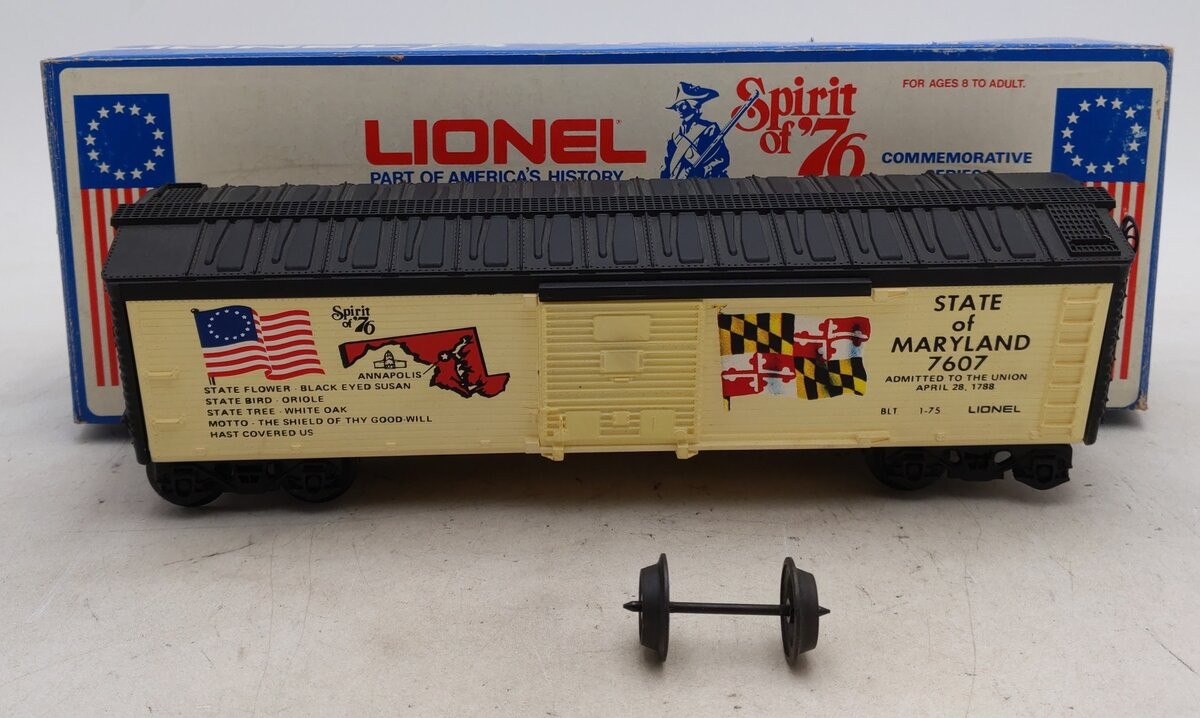 FOR AGES 8 TO ADULT.
LIONEL
PART OF AMERICA'S HISTORY
Spirit
of '76
COMMEMORATIVE
Spirit
of '76
ANNAPOLIS
STATE FLOWER - BLACK EYED SUSAN
STATE BIRD - ORIOLE
STATE TREE - WHITE OAK
MOTTO - THE SHIELD OF THY GOOD-WILL
HAST COVERED US
STATE
of
MARYLAND
7607
ADMITTED TO THE UNION
APRIL 28, 1788
BLT 1-75 LIONEL